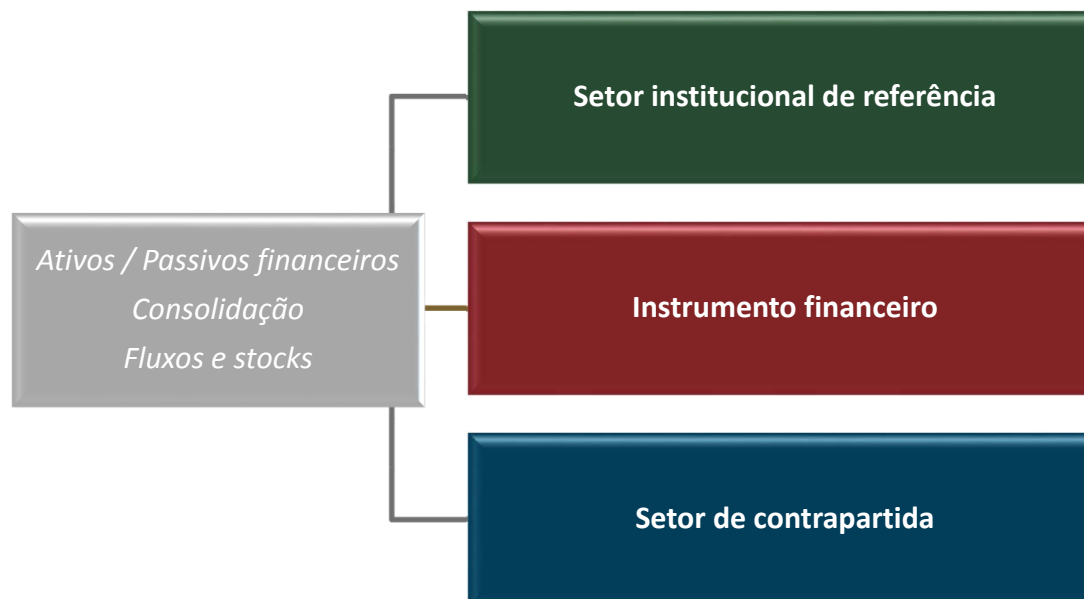 Setor institucional de referência
Ativos / Passivos financeiros
Consolidação
Fluxos e stocks
Instrumento financeiro
Setor de contrapartida